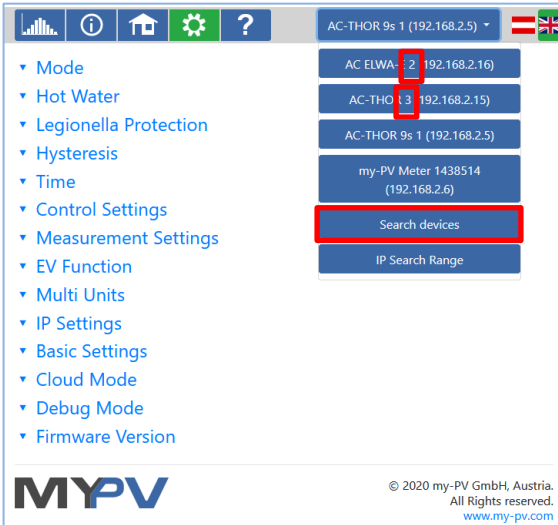 ? AC-THOR 9s 1 (192.168.2.5)
Mode
Hot Water
Legionella Protection
Hysteresis
Time
Control Settings
Measurement Settings
EV Function
Multi Units
IP Settings
Basic Settings
Cloud Mode
Debug Mode
Firmware Version
AC ELWA-E 2 (192.168.2.16)
AC-THOR 3 (192.168.2.15)
AC-THOR 9s 1 (192.168.2.5)
my-PV Meter 1438514
(192.168.2.6)
Search devices
IP Search Range
MYPV
© 2020 my-PV GmbH, Austria.
All Rights reserved.
www.my-pv.com